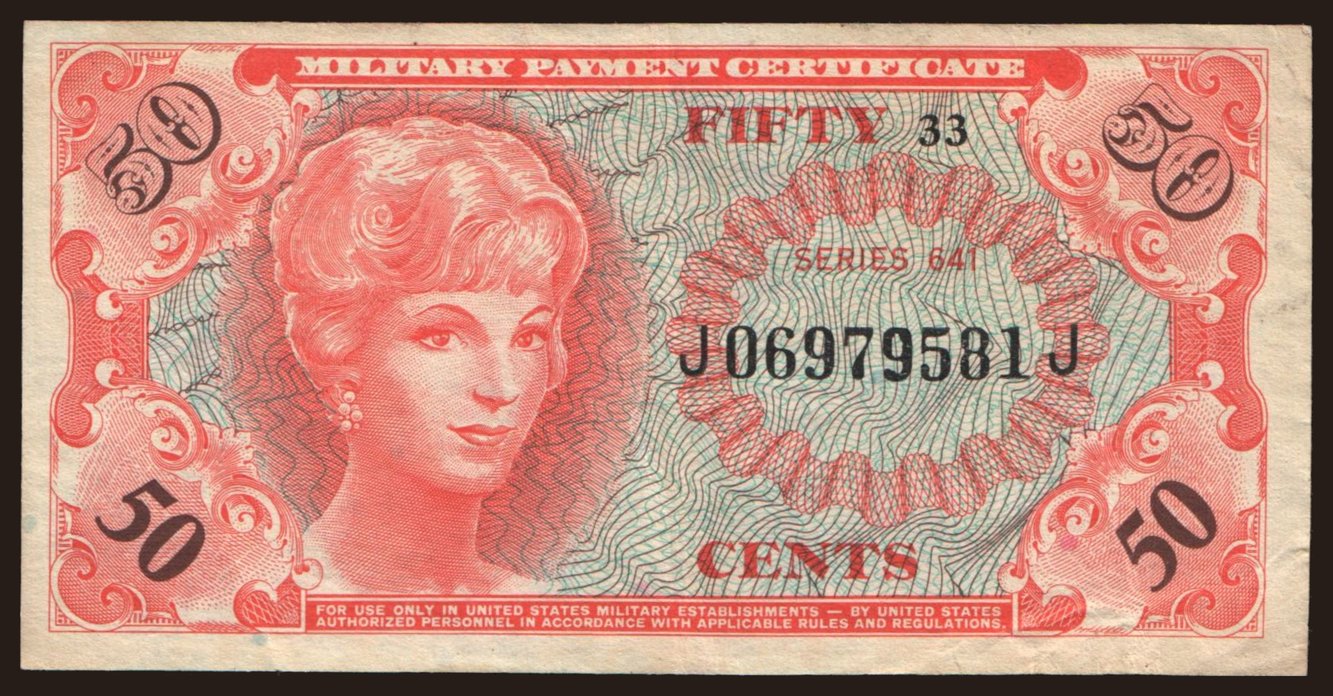 MILITARY PAYMENT CERTIFICATE
50
FIFTY 33
50
SERIES 641
J06979581J
50
CENTS
50
FOR USE ONLY IN UNITED STATES MILITARY ESTABLISHMENTS — BY UNITED STATES
AUTHORIZED PERSONNEL IN ACCORDANCE WITH APPLICABLE RULES AND REGULATIONS.